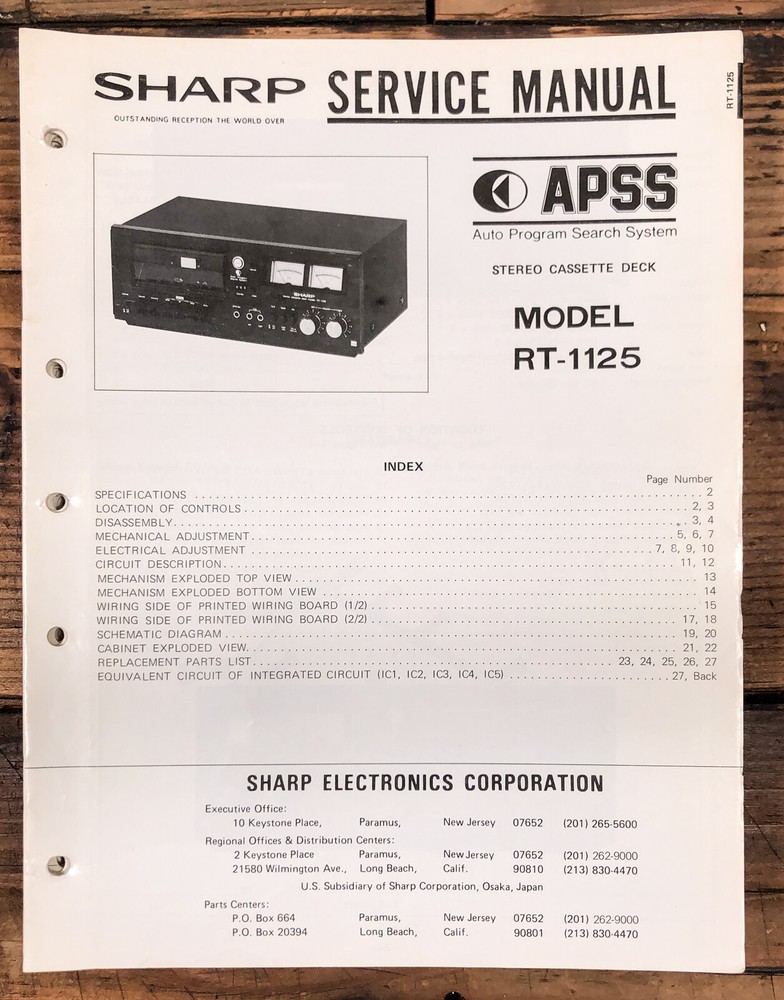 SHARP SERVICE MANUAL
OUTSTANDING RECEPTION THE WORLD OVER
RT-1125
APSS
Auto Program Search System
STEREO CASSETTE DECK
MODEL
RT-1125
SHARP
INDEX
Page Number
SPECIFICATIONS . . . . . . . . . . 2
LOCATION OF CONTROLS . . . . . . . . . . 2, 3
DISASSEMBLY . . . . . . . . . . 3, 4
MECHANICAL ADJUSTMENT . . . . . . . . . . 5, 6, 7
ELECTRICAL ADJUSTMENT . . . . . . . . . . 7, 8, 9, 10
CIRCUIT DESCRIPTION . . . . . . . . . . 11, 12
MECHANISM EXPLODED TOP VIEW . . . . . . . . . . 13
MECHANISM EXPLODED BOTTOM VIEW . . . . . . . . . . 14
WIRING SIDE OF PRINTED WIRING BOARD (1/2) . . . . . . . . . . 15
WIRING SIDE OF PRINTED WIRING BOARD (2/2) . . . . . . . . . . 17, 18
SCHEMATIC DIAGRAM . . . . . . . . . . 19, 20
CABINET EXPLODED VIEW . . . . . . . . . . 21, 22
REPLACEMENT PARTS LIST . . . . . . . . . . 23, 24, 25, 26, 27
EQUIVALENT CIRCUIT OF INTEGRATED CIRCUIT (IC1, IC2, IC3, IC4, IC5) . . . . . . . . . . 27, Back
SHARP ELECTRONICS CORPORATION
Executive Office:
10 Keystone Place, Paramus, New Jersey 07652 (201) 265-5600
Regional Offices & Distribution Centers:
2 Keystone Place Paramus, New Jersey 07652 (201) 262-9000
21580 Wilmington Ave., Long Beach, Calif. 90810 (213) 830-4470
U.S. Subsidiary of Sharp Corporation, Osaka, Japan
Parts Centers:
P.O. Box 664 Paramus, New Jersey 07652 (201) 262-9000
P.O. Box 20394 Long Beach, Calif. 90801 (213) 830-4470